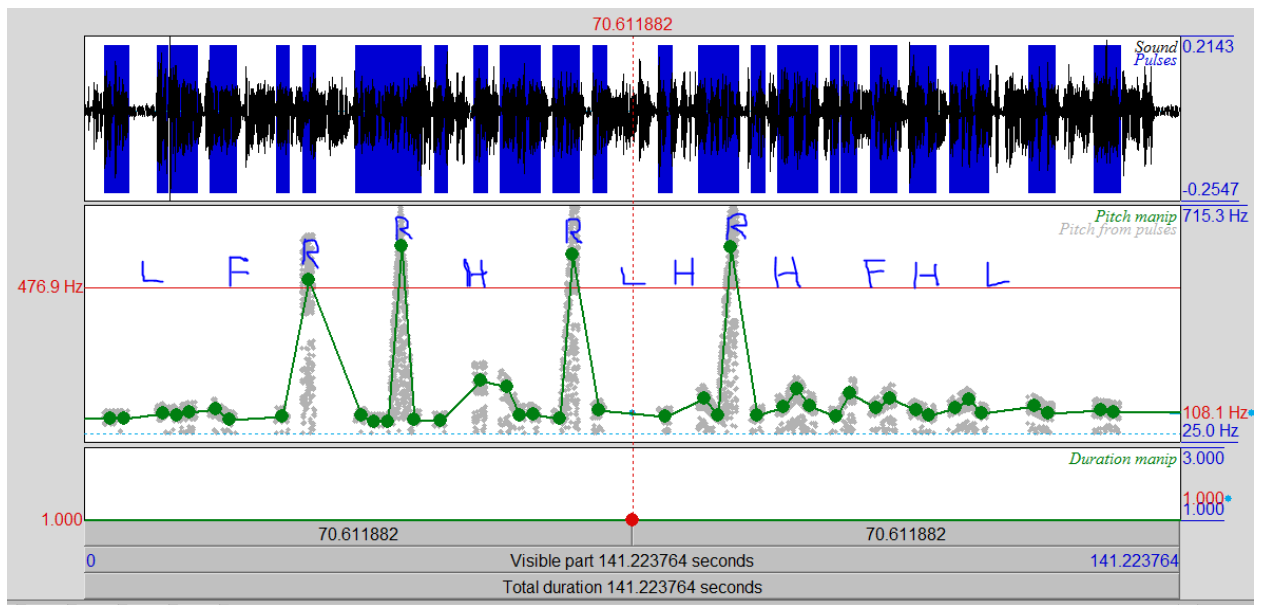 70.611882
Sound 0.2143
Pulses
-0.2547
Pitch manip 715.3 Hz
Pitch from pulses
R R R R
L F H L H H F H L
476.9 Hz
108.1 Hz
25.0 Hz
Duration manip 3.000
1.000
1.000 1.000
70.611882 70.611882
0 Visible part 141.223764 seconds 141.223764
Total duration 141.223764 seconds